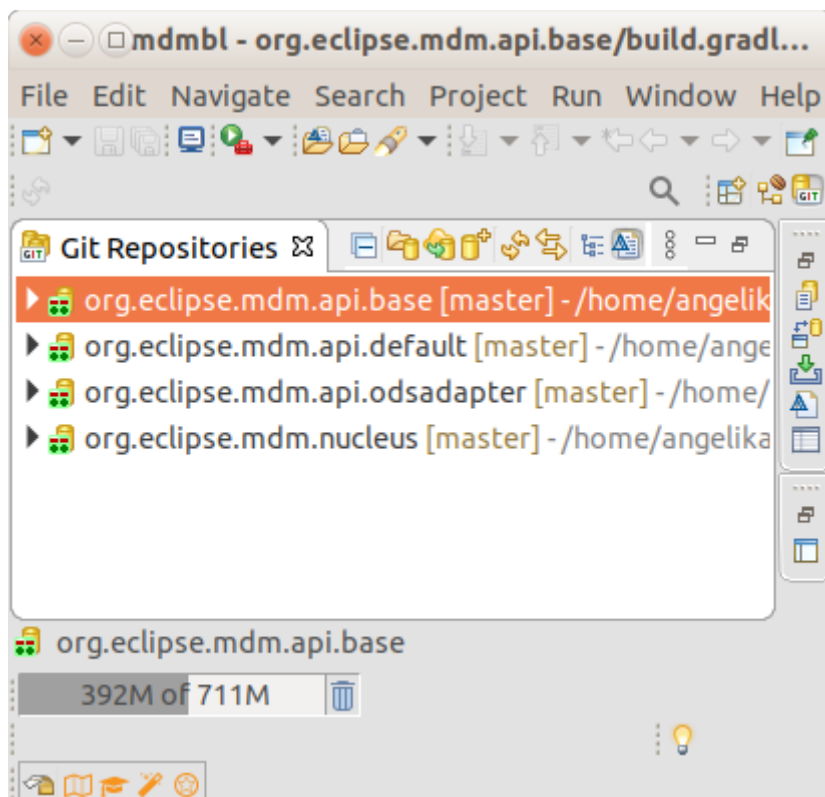 mdmbl - org.eclipse.mdm.api.base/build.gradl...
File Edit Navigate Search Project Run Window Help
GIT
GIT Git Repositories
org.eclipse.mdm.api.base [master] - /home/angelik
org.eclipse.mdm.api.default [master] - /home/ange
org.eclipse.mdm.api.odsadapter [master] - /home/
org.eclipse.mdm.nucleus [master] - /home/angelika
org.eclipse.mdm.api.base
392M of 711M